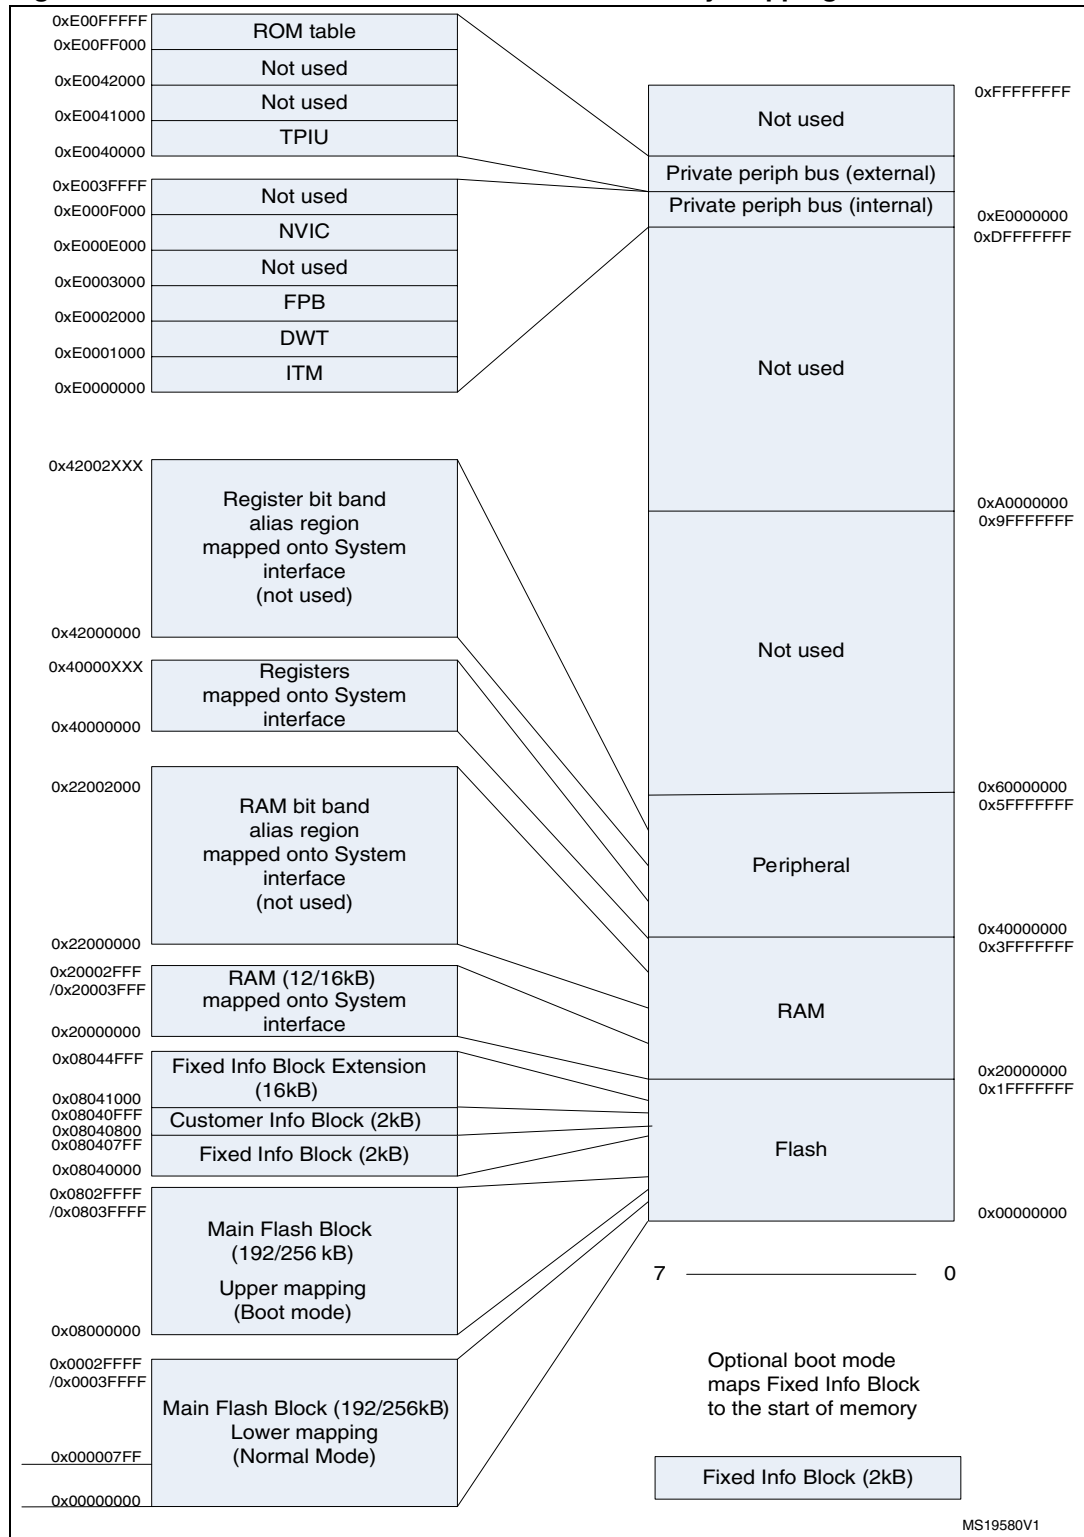 0xE00FFFFF
ROM table
0xE00FF000
Not used
0xE0042000
Not used
0xE0041000
TPIU
0xE0040000
0xE003FFFF
Not used
0xE000F000
NVIC
0xE000E000
Not used
0xE0003000
FPB
0xE0002000
DWT
0xE0001000
ITM
0xE0000000
0x42002XXX
Register bit band
alias region
mapped onto System
interface
(not used)
0x42000000
0x40000XXX
Registers
mapped onto System
interface
0x40000000
0x22002000
RAM bit band
alias region
mapped onto System
interface
(not used)
0x22000000
0x20002FFF
/0x20003FFF
RAM (12/16kB)
mapped onto System
interface
0x20000000
0x08044FFF
Fixed Info Block Extension
(16kB)
0x08041000
0x08040FFF
Customer Info Block (2kB)
0x08040800
0x080407FF
Fixed Info Block (2kB)
0x08040000
0x0802FFFF
/0x0803FFFF
Main Flash Block
(192/256 kB)
Upper mapping
(Boot mode)
0x08000000
0x0002FFFF
/0x0003FFFF
Main Flash Block (192/256kB)
Lower mapping
(Normal Mode)
0x000007FF
0x00000000
0xFFFFFFFF
Not used
Private periph bus (external)
Private periph bus (internal)
0xE0000000
0xDFFFFFFF
Not used
0xA0000000
0x9FFFFFFF
Not used
0x60000000
0x5FFFFFFF
Peripheral
0x40000000
0x3FFFFFFF
RAM
0x20000000
0x1FFFFFFF
Flash
0x00000000
7 0
Optional boot mode
maps Fixed Info Block
to the start of memory
Fixed Info Block (2kB)
MS19580V1